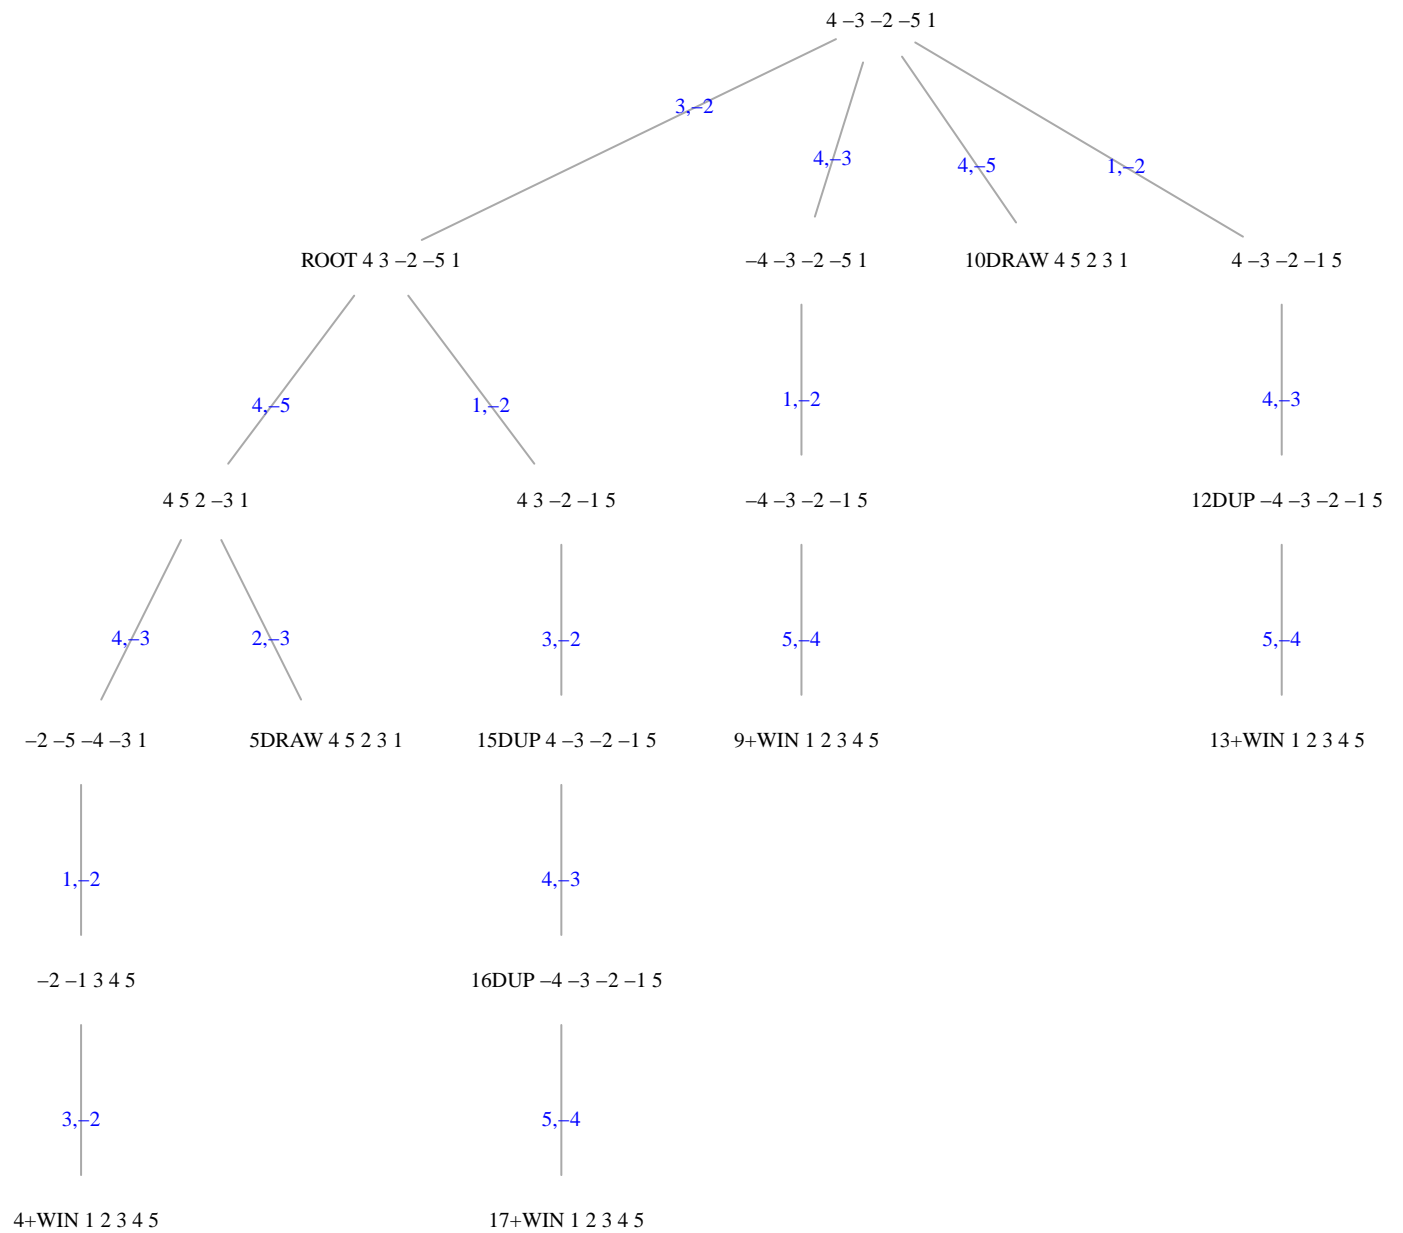 4 –3 –2 –5 1
3,–2
4,–3
4,–5
1,–2
ROOT 4 3 –2 –5 1
–4 –3 –2 –5 1
10DRAW 4 5 2 3 1
4 –3 –2 –1 5
4,–5
1,–2
1,–2
4,–3
4 5 2 –3 1
4 3 –2 –1 5
–4 –3 –2 –1 5
12DUP –4 –3 –2 –1 5
4,–3
2,–3
3,–2
5,–4
5,–4
–2 –5 –4 –3 1
5DRAW 4 5 2 3 1
15DUP 4 –3 –2 –1 5
9+WIN 1 2 3 4 5
13+WIN 1 2 3 4 5
1,–2
4,–3
–2 –1 3 4 5
16DUP –4 –3 –2 –1 5
3,–2
5,–4
4+WIN 1 2 3 4 5
17+WIN 1 2 3 4 5